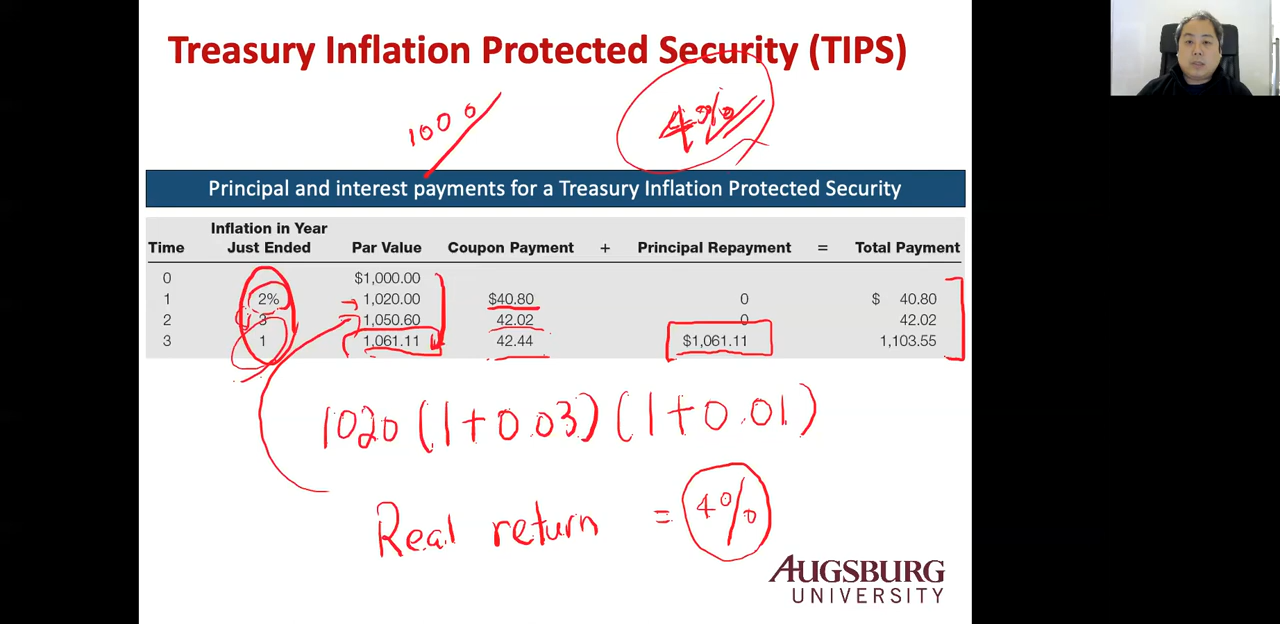 Treasury Inflation Protected Security (TIPS)
1000
4%
Principal and interest payments for a Treasury Inflation Protected Security
Inflation in Year
Time Just Ended Par Value Coupon Payment + Principal Repayment = Total Payment
0 $1,000.00
1 2% 1,020.00 $40.80 0 $ 40.80
2 3 1,050.60 42.02 0 42.02
3 1 1,061.11 42.44 $1,061.11 1,103.55
1020 (1+0.03) (1+0.01)
Real return = 4%
AUGSBURG
UNIVERSITY